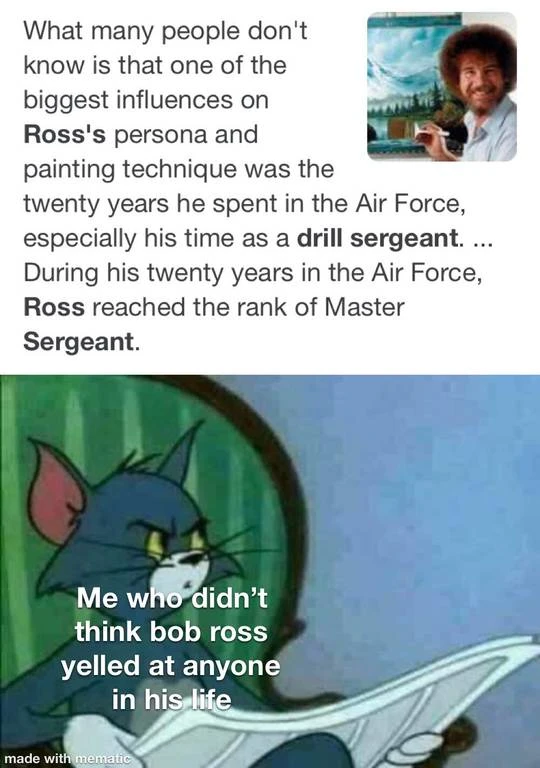 What many people don't
know is that one of the
biggest influences on
Ross's persona and
painting technique was the
twenty years he spent in the Air Force,
especially his time as a drill sergeant. ...
During his twenty years in the Air Force,
Ross reached the rank of Master
Sergeant.
Me who didn't
think bob ross
yelled at anyone
in his life
made with mematic